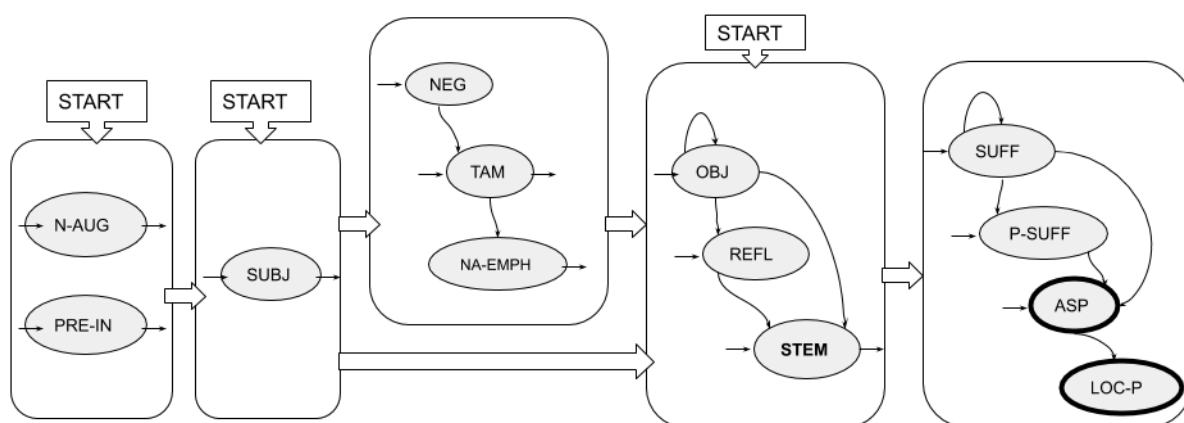 START
START
START
N-AUG
PRE-IN
SUBJ
NEG
TAM
NA-EMPH
OBJ
REFL
STEM
SUFF
P-SUFF
ASP
LOC-P